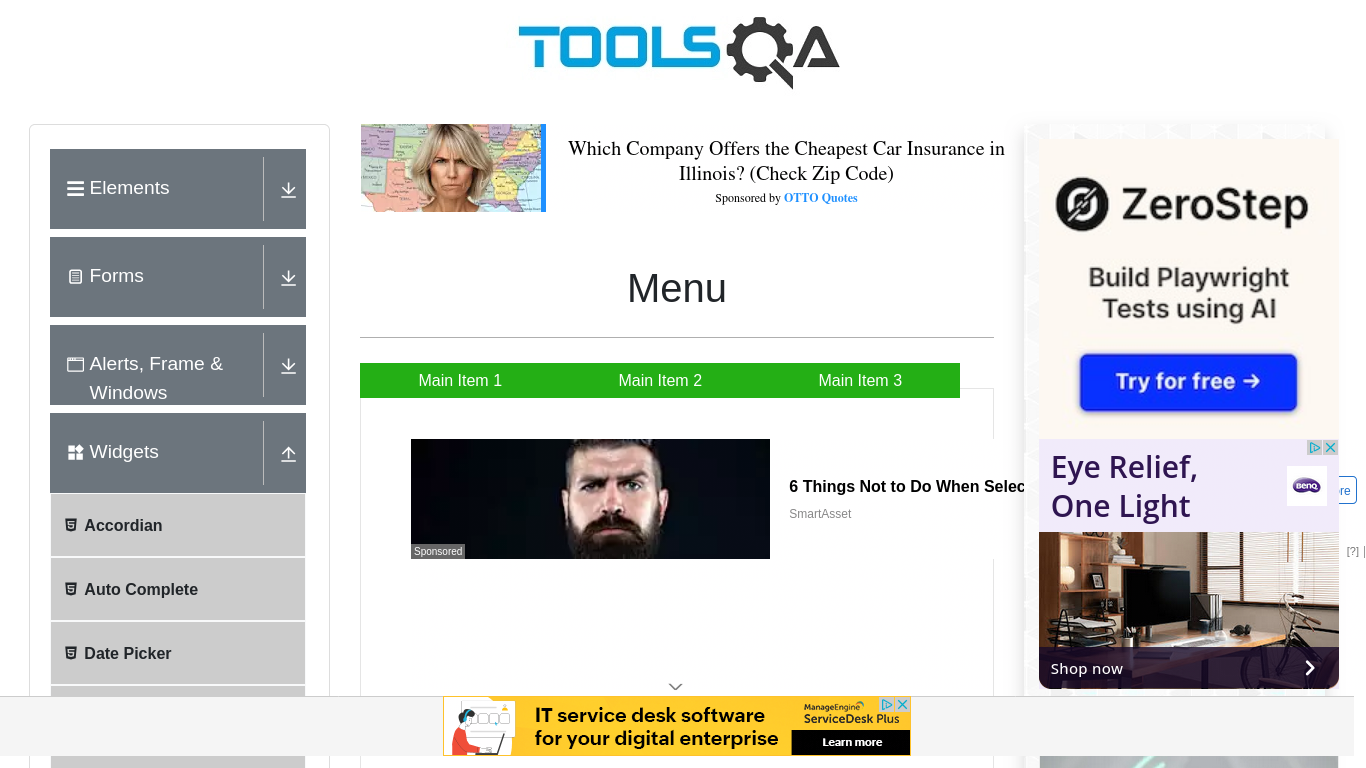 TOOLSQA
Elements
Forms
Alerts, Frame &
Windows
Widgets
Accordian
Auto Complete
Date Picker
Which Company Offers the Cheapest Car Insurance in
Illinois? (Check Zip Code)
Sponsored by OTTO Quotes
Menu
Main Item 1
Main Item 2
Main Item 3
Sponsored
6 Things Not to Do When Selec
SmartAsset
ZeroStep
Build Playwright
Tests using AI
Try for free →
Eye Relief,
One Light
BenQ
re
[?]
Shop now
IT service desk software
for your digital enterprise
ManageEngine
ServiceDesk Plus
Learn more